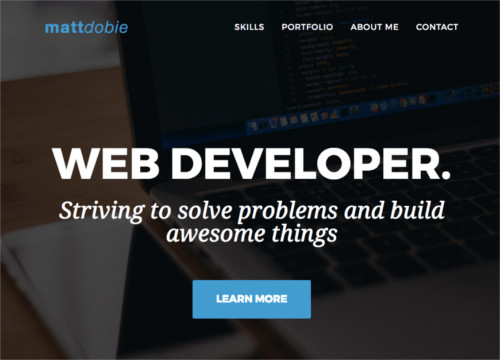 mattdobie
SKILLS PORTFOLIO ABOUT ME CONTACT
WEB DEVELOPER.
Striving to solve problems and build
awesome things
LEARN MORE